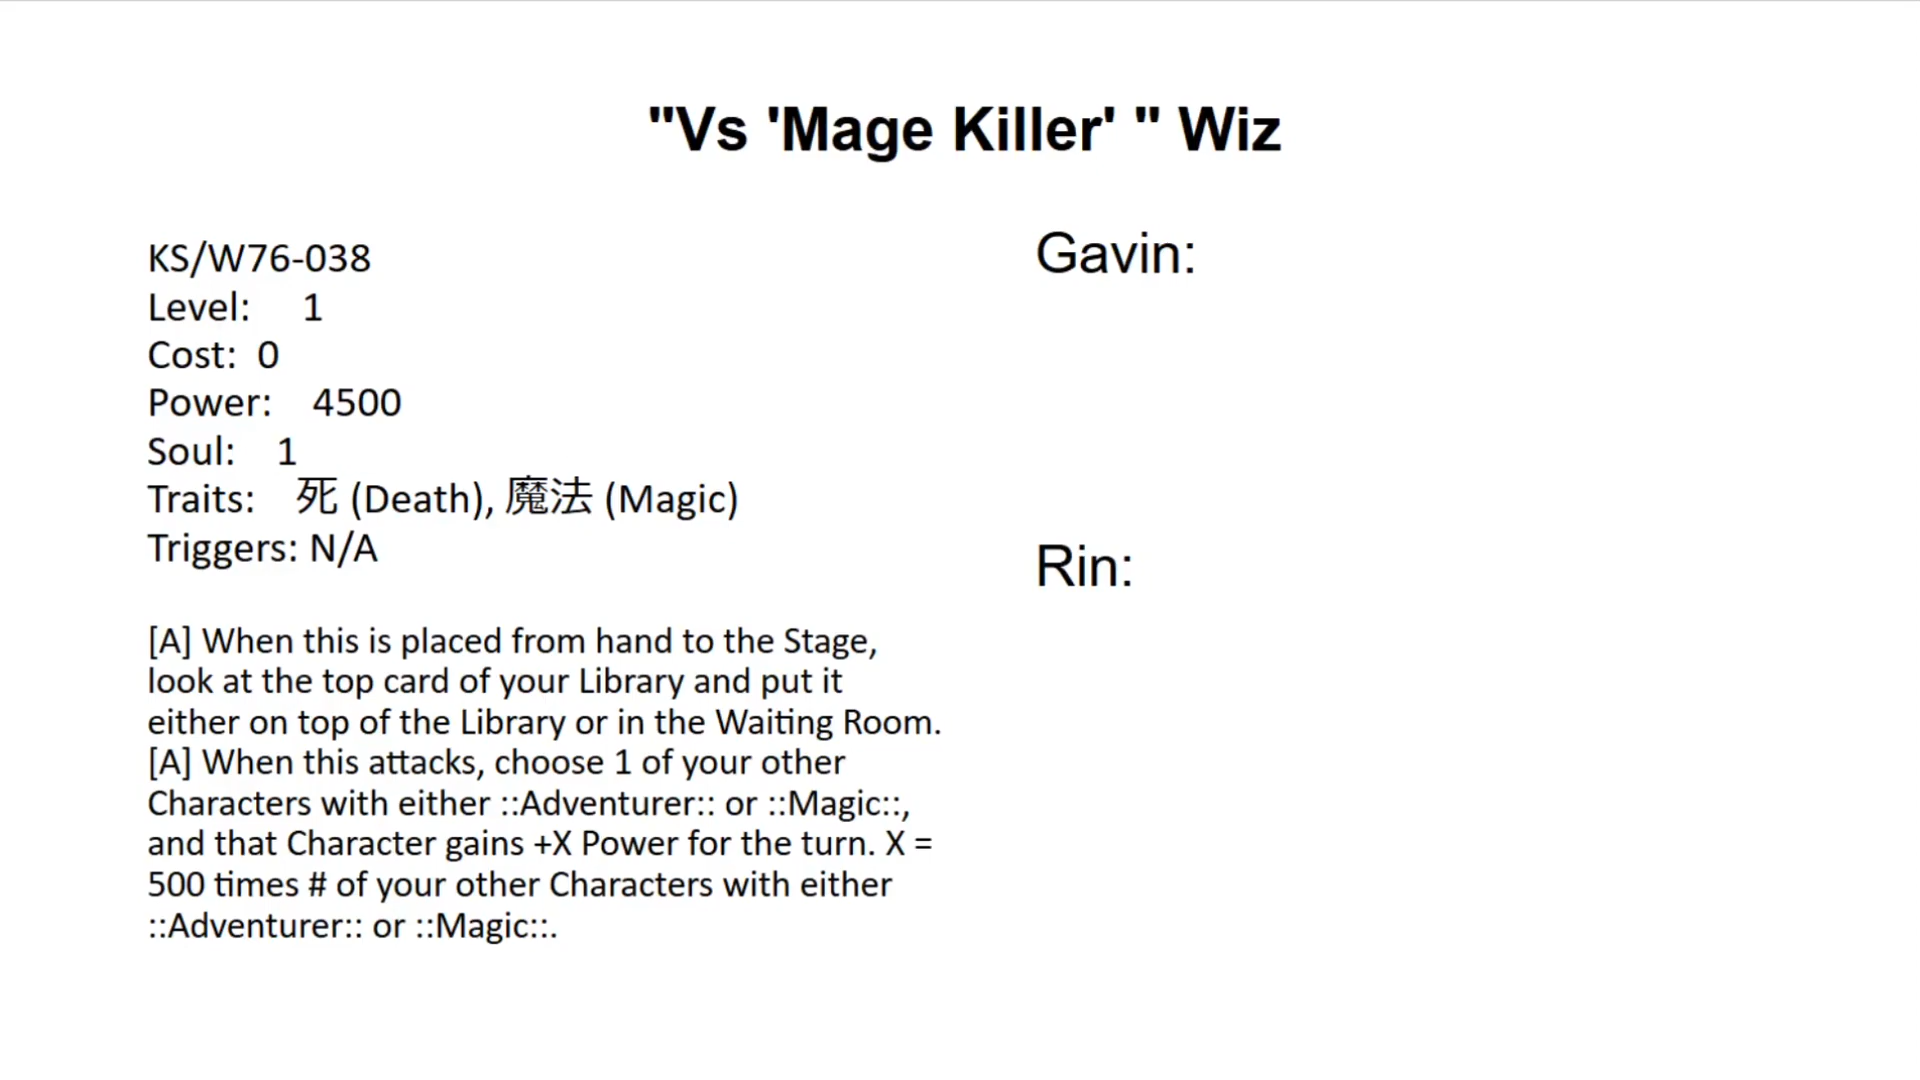 "Vs 'Mage Killer' " Wiz
KS/W76-038
Level: 1
Cost: 0
Power: 4500
Soul: 1
Traits: 死 (Death), 魔法 (Magic)
Triggers: N/A
[A] When this is placed from hand to the Stage,
look at the top card of your Library and put it
either on top of the Library or in the Waiting Room.
[A] When this attacks, choose 1 of your other
Characters with either ::Adventurer:: or ::Magic::,
and that Character gains +X Power for the turn. X =
500 times # of your other Characters with either
::Adventurer:: or ::Magic::.
Gavin:
Rin: